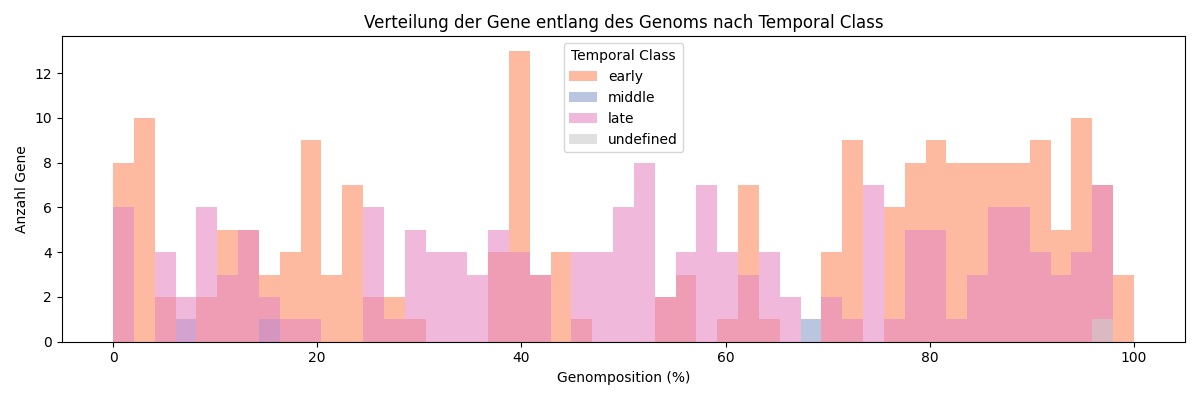 Verteilung der Gene entlang des Genoms nach Temporal Class
Temporal Class
early
middle
late
undefined
Anzahl Gene
12
10
8
6
4
2
0
0 20 40 60 80 100
Genomposition (%)